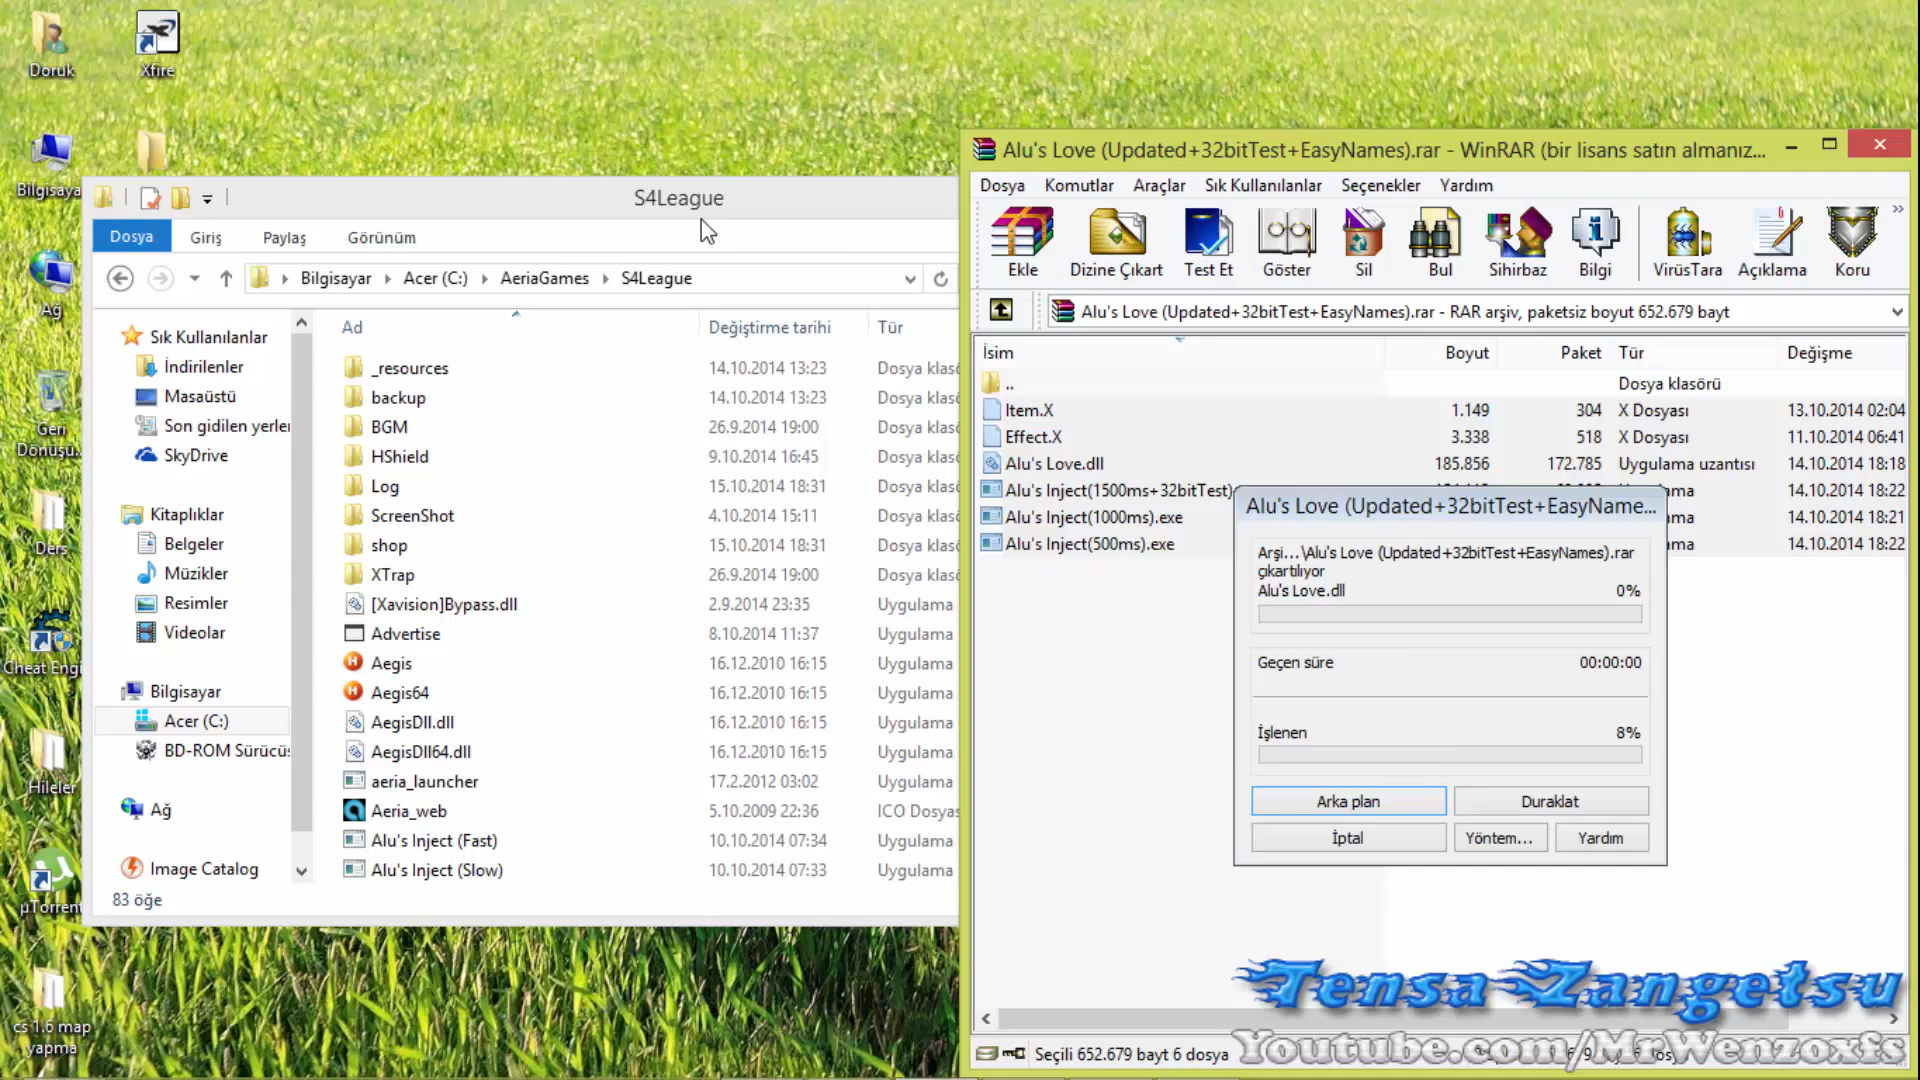 Doruk
Xfire
Bilgisaya
Ağ
Geri
Dönüşü...
Ders
Cheat Engi
Hileler
µTorrent
cs 1.6 map
yapma
S4League
Dosya
Giriş
Paylaş
Görünüm
Bilgisayar
Acer (C:)
AeriaGames
S4League
Sık Kullanılanlar
İndirilenler
Masaüstü
Son gidilen yerler
SkyDrive
Kitaplıklar
Belgeler
Müzikler
Resimler
Videolar
Bilgisayar
Acer (C:)
BD-ROM Sürücüs
Ağ
Image Catalog
83 öğe
Ad Değiştirme tarihi Tür
_resources 14.10.2014 13:23 Dosya klasö
backup 14.10.2014 13:23 Dosya klasö
BGM 26.9.2014 19:00 Dosya klasö
HShield 9.10.2014 16:45 Dosya klasö
Log 15.10.2014 18:31 Dosya klasö
ScreenShot 4.10.2014 15:11 Dosya klasö
shop 15.10.2014 18:31 Dosya klasö
XTrap 26.9.2014 19:00 Dosya klasö
[Xavision]Bypass.dll 2.9.2014 23:35 Uygulama
Advertise 8.10.2014 11:37 Uygulama
Aegis 16.12.2010 16:15 Uygulama
Aegis64 16.12.2010 16:15 Uygulama
AegisDll.dll 16.12.2010 16:15 Uygulama
AegisDll64.dll 16.12.2010 16:15 Uygulama
aeria_launcher 17.2.2012 03:02 Uygulama
Aeria_web 5.10.2009 22:36 ICO Dosyas
Alu's Inject (Fast) 10.10.2014 07:34 Uygulama
Alu's Inject (Slow) 10.10.2014 07:33 Uygulama
Alu's Love (Updated+32bitTest+EasyNames).rar - WinRAR (bir lisans satın almanız...
Dosya Komutlar Araçlar Sık Kullanılanlar Seçenekler Yardım
Ekle Dizine Çıkart Test Et Göster Sil Bul Sihirbaz Bilgi VirüsTara Açıklama Koru
Alu's Love (Updated+32bitTest+EasyNames).rar - RAR arşiv, paketsiz boyut 652.679 bayt
İsim Boyut Paket Tür Değişme
.. Dosya klasörü
Item.X 1.149 304 X Dosyası 13.10.2014 02:04
Effect.X 3.338 518 X Dosyası 11.10.2014 06:41
Alu's Love.dll 185.856 172.785 Uygulama uzantısı 14.10.2014 18:18
Alu's Inject(1500ms+32bitTest) ama 14.10.2014 18:22
Alu's Inject(1000ms).exe ama 14.10.2014 18:21
Alu's Inject(500ms).exe ama 14.10.2014 18:22
Alu's Love (Updated+32bitTest+EasyName...
Arşi...\Alu's Love (Updated+32bitTest+EasyNames).rar
çıkartılıyor
Alu's Love.dll 0%
Geçen süre 00:00:00
İşlenen 8%
Arka plan Duraklat
İptal Yöntem... Yardım
Tensa Zangetsu
Seçili 652.679 bayt 6 dosya
Youtube.com/MrWenzoxfs